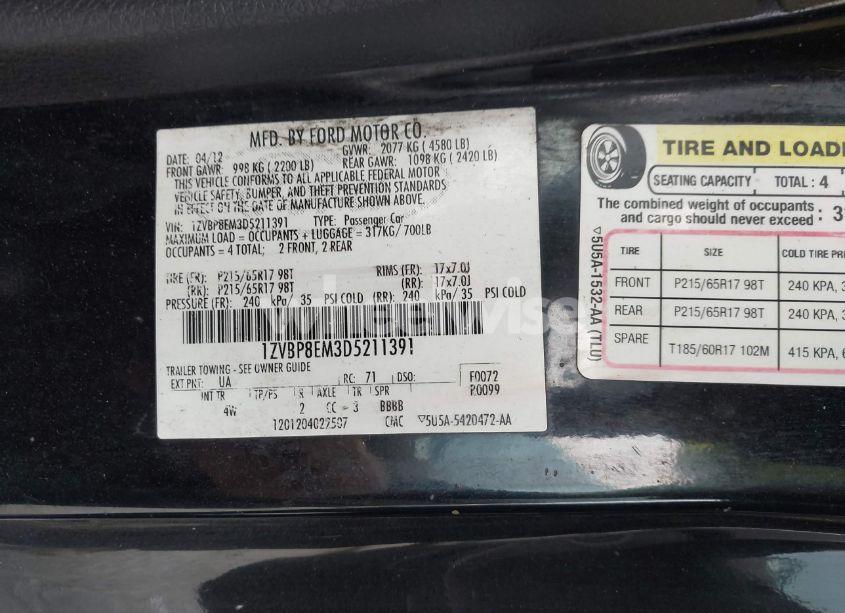 MFD. BY FORD MOTOR CO.
DATE: 04/12 GVWR: 2077 KG ( 4580 LB)
FRONT GAWR: 998 KG ( 2200 LB) REAR GAWR: 1098 KG ( 2420 LB)
THIS VEHICLE CONFORMS TO ALL APPLICABLE FEDERAL MOTOR
VEHICLE SAFETY, BUMPER, AND THEFT PREVENTION STANDARDS
IN EFFECT ON THE DATE OF MANUFACTURE SHOWN ABOVE.
VIN: 1ZVBP8EM3D5211391 TYPE: Passenger Car
MAXIMUM LOAD = OCCUPANTS + LUGGAGE = 317KG/ 700LB
OCCUPANTS = 4 TOTAL; 2 FRONT, 2 REAR
TIRE (FR): P215/65R17 98T RIMS (FR): 17x7.0J
(RR): P215/65R17 98T (RR): 17x7.0J
PRESSURE (FR): 240 kPa/ 35 PSI COLD (RR): 240 kPa/ 35 PSI COLD
1ZVBP8EM3D5211391
TRAILER TOWING - SEE OWNER GUIDE
EXT PNT: UA RC: 71 DSO: F0072
INT TR TP/PS R AXLE TR SPR P0099
4W 2 CC 3 BBBB
CMC ▽5U5A-5420472-AA
TIRE AND LOADI
SEATING CAPACITY TOTAL: 4
The combined weight of occupants
and cargo should never exceed : 3
TIRE SIZE COLD TIRE PRE
FRONT P215/65R17 98T 240 KPA, 3
REAR P215/65R17 98T 240 KPA, 3
SPARE T185/60R17 102M 415 KPA, 6
▽5U5A-1532-AA (TLU)